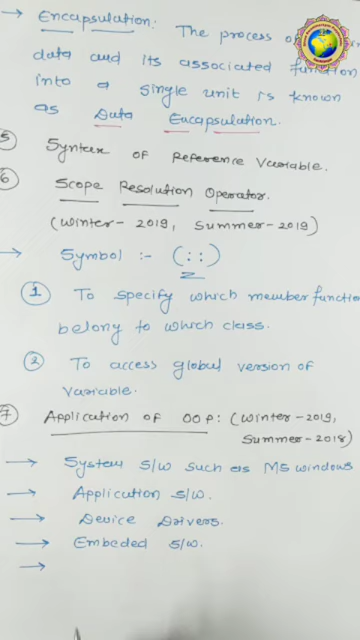 → Encapsulation: The process o
data and its associated function
into a single unit is known
as Data Encapsulation.
5 Syntax of Reference Variable.
6 Scope Resolution Operator.
(Winter-2019, Summer-2019)
→ Symbol :- (::)
① To specify which member function
belong to which class.
② To access global version of
Variable.
7 Application of OOP: (Winter-2019,
Summer-2018)
→ System S/W such as MS windows
→ Application S/W.
→ Device Drivers.
→ Embeded S/W.
→